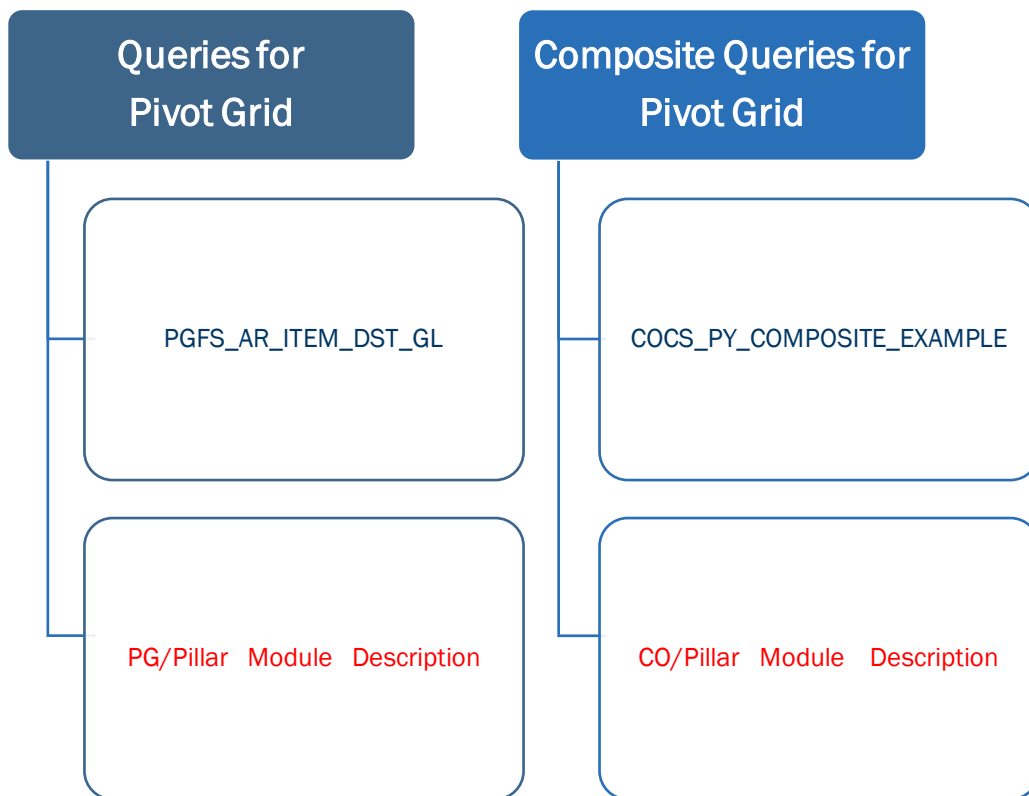 Queries for
Pivot Grid
PGFS_AR_ITEM_DST_GL
PG/Pillar Module Description
Composite Queries for
Pivot Grid
COCS_PY_COMPOSITE_EXAMPLE
CO/Pillar Module Description